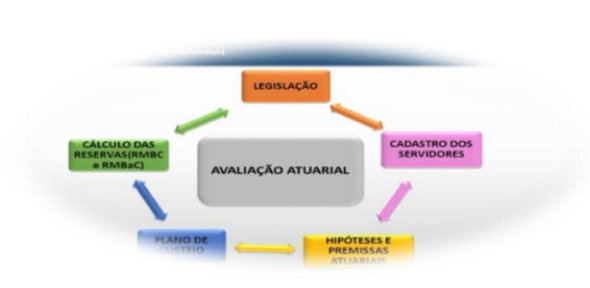 LEGISLAÇÃO
CÁLCULO DAS
RESERVAS(RMBC
e RMBaC)
CADASTRO DOS
SERVIDORES
AVALIAÇÃO ATUARIAL
PLANO DE
CUSTEIO
HIPÓTESES E
PREMISSAS
ATUARIAIS